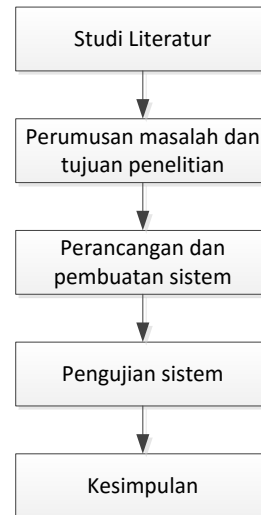 Studi Literatur
Perumusan masalah dan
tujuan penelitian
Perancangan dan
pembuatan sistem
Pengujian sistem
Kesimpulan